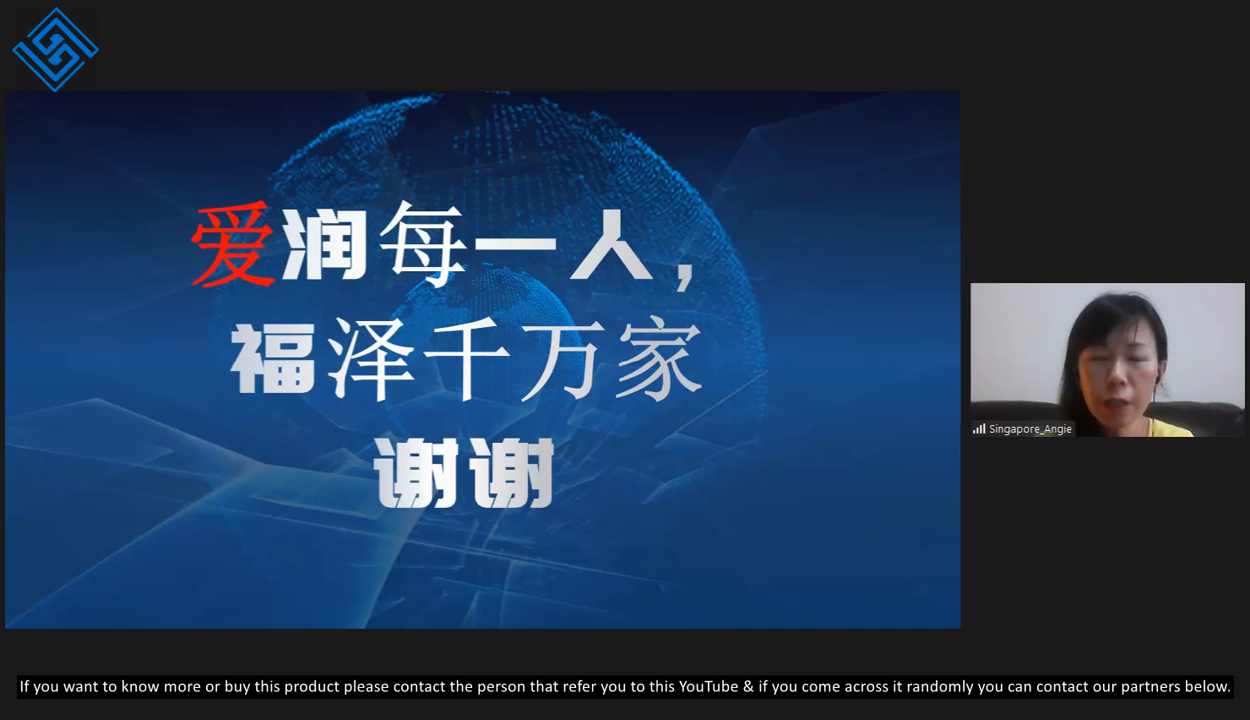 爱润每一人，
福泽千万家
谢谢
Singapore_Angie
If you want to know more or buy this product please contact the person that refer you to this YouTube & if you come across it randomly you can contact our partners below.